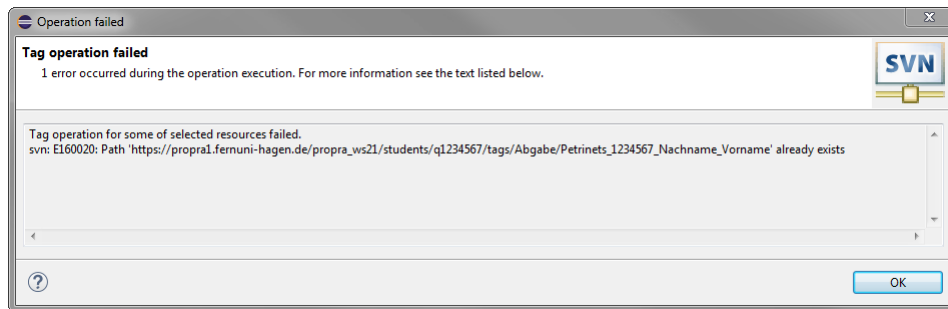 Operation failed
Tag operation failed
1 error occurred during the operation execution. For more information see the text listed below.
SVN
Tag operation for some of selected resources failed.
svn: E160020: Path 'https://propra1.fernuni-hagen.de/propra_ws21/students/q1234567/tags/Abgabe/Petrinets_1234567_Nachname_Vorname' already exists
?
OK